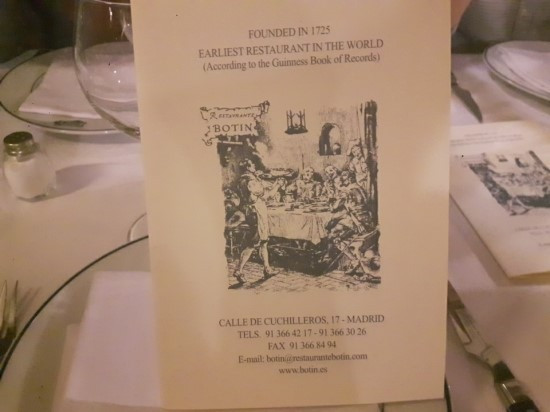 FOUNDED IN 1725
EARLIEST RESTAURANT IN THE WORLD
(According to the Guinness Book of Records)
RESTAURANTE
BOTIN
CALLE DE CUCHILLEROS, 17 - MADRID
TELS. 91 366 42 17 - 91 366 30 26
FAX 91 366 84 94
E-mail: botin@restaurantebotin.com
www.botin.es